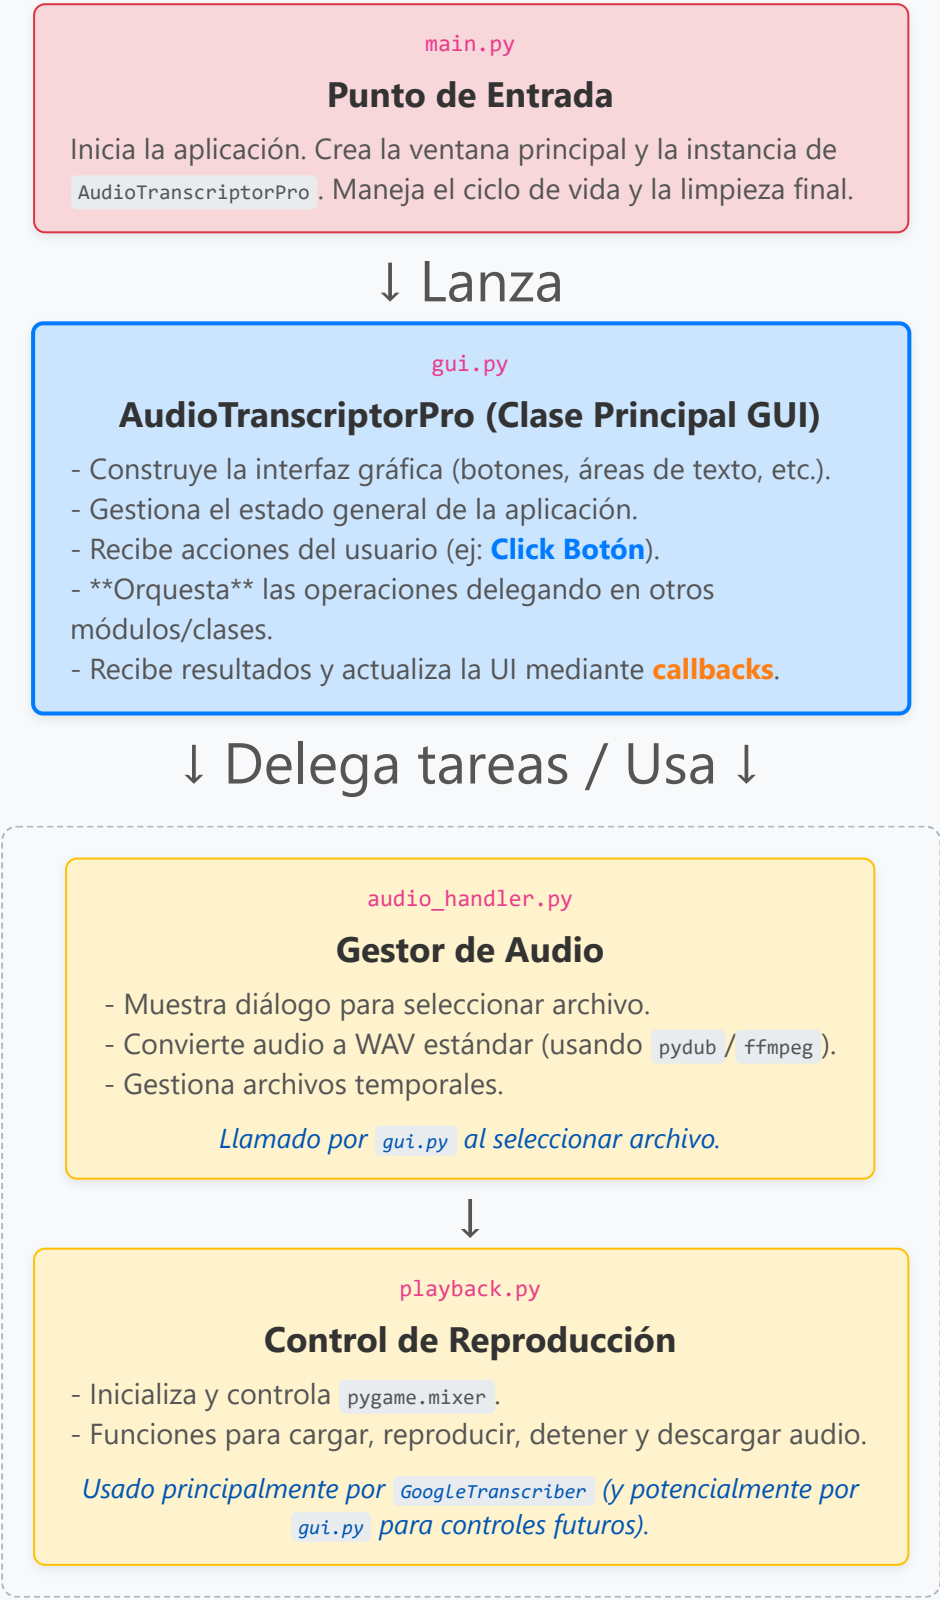 main.py
Punto de Entrada
Inicia la aplicación. Crea la ventana principal y la instancia de
AudioTranscriptorPro. Maneja el ciclo de vida y la limpieza final.
↓ Lanza
gui.py
AudioTranscriptorPro (Clase Principal GUI)
- Construye la interfaz gráfica (botones, áreas de texto, etc.).
- Gestiona el estado general de la aplicación.
- Recibe acciones del usuario (ej: Click Botón).
- **Orquesta** las operaciones delegando en otros
módulos/clases.
- Recibe resultados y actualiza la UI mediante callbacks.
↓ Delega tareas / Usa ↓
audio_handler.py
Gestor de Audio
- Muestra diálogo para seleccionar archivo.
- Convierte audio a WAV estándar (usando pydub/ffmpeg).
- Gestiona archivos temporales.
Llamado por gui.py al seleccionar archivo.
↓
playback.py
Control de Reproducción
- Inicializa y controla pygame.mixer.
- Funciones para cargar, reproducir, detener y descargar audio.
Usado principalmente por GoogleTranscriber (y potencialmente por
gui.py para controles futuros).